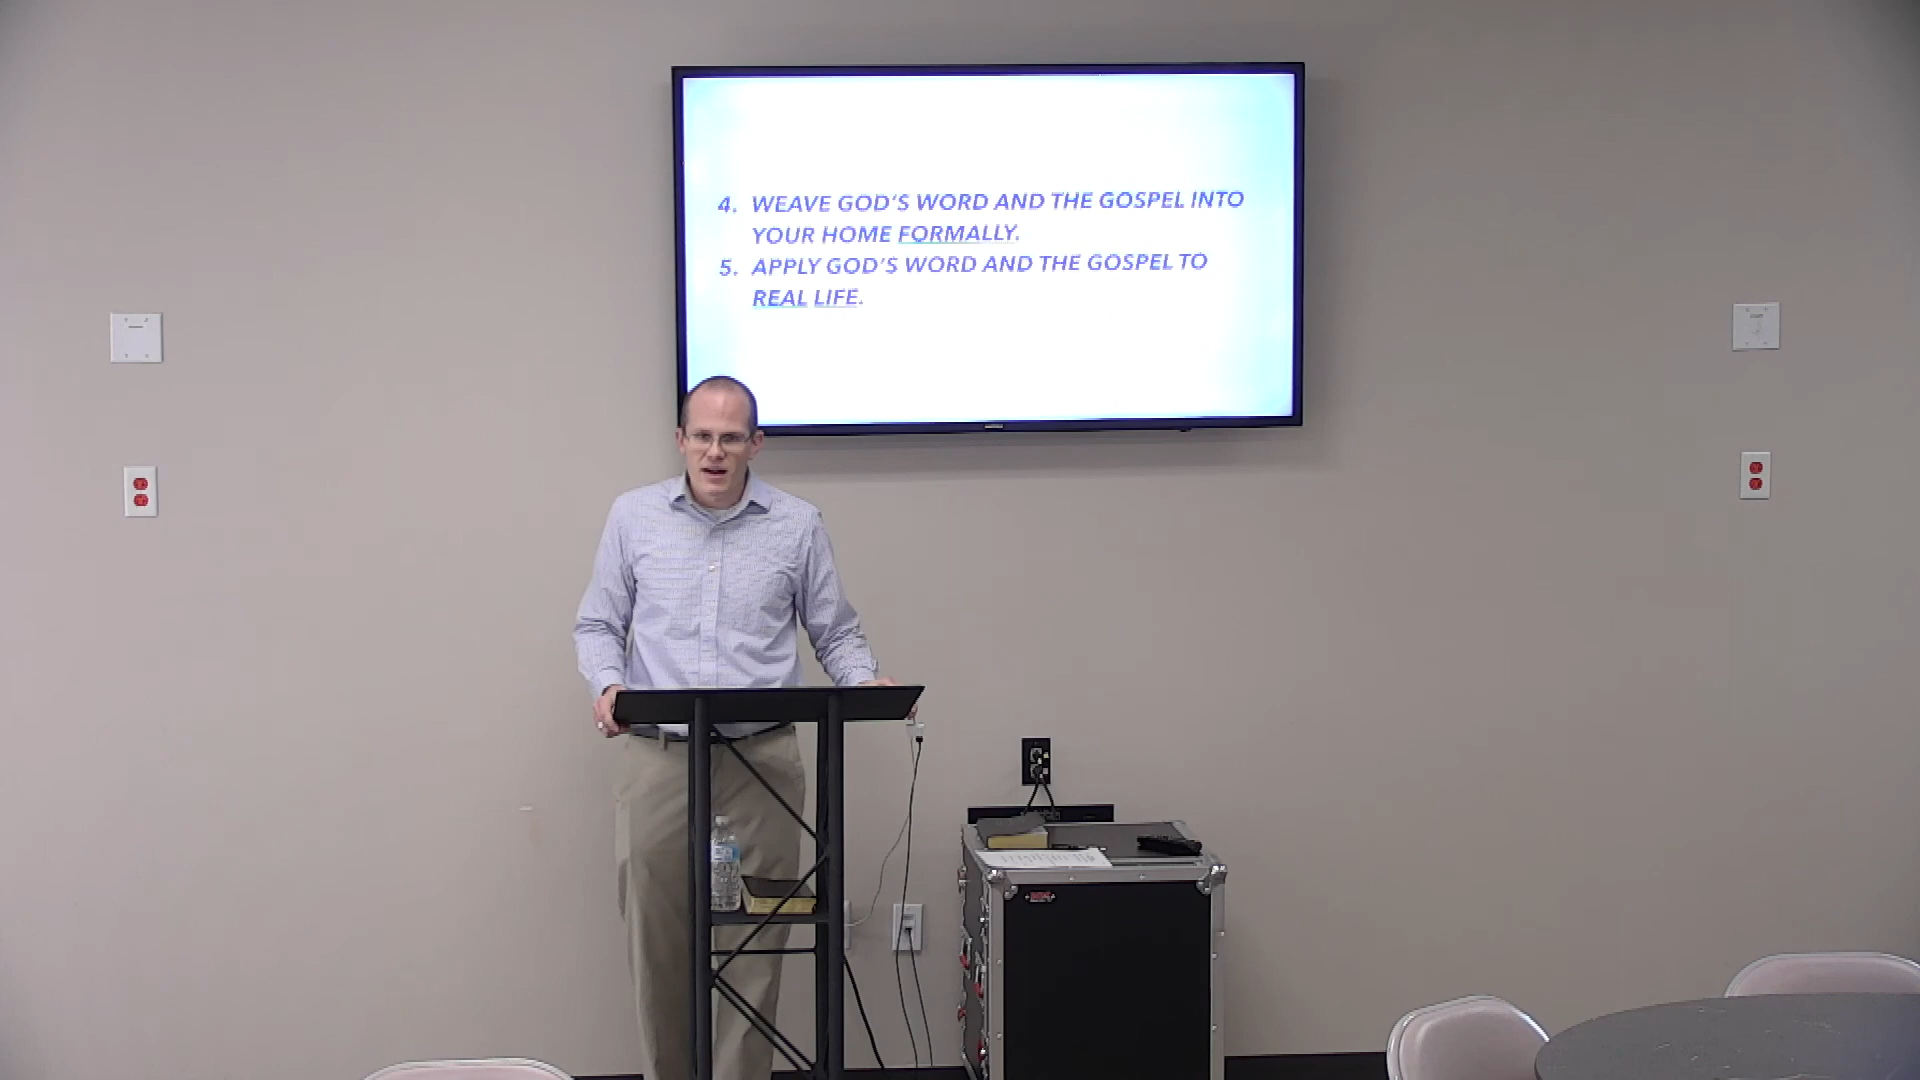 4. WEAVE GOD'S WORD AND THE GOSPEL INTO
YOUR HOME FORMALLY.
5. APPLY GOD'S WORD AND THE GOSPEL TO
REAL LIFE.